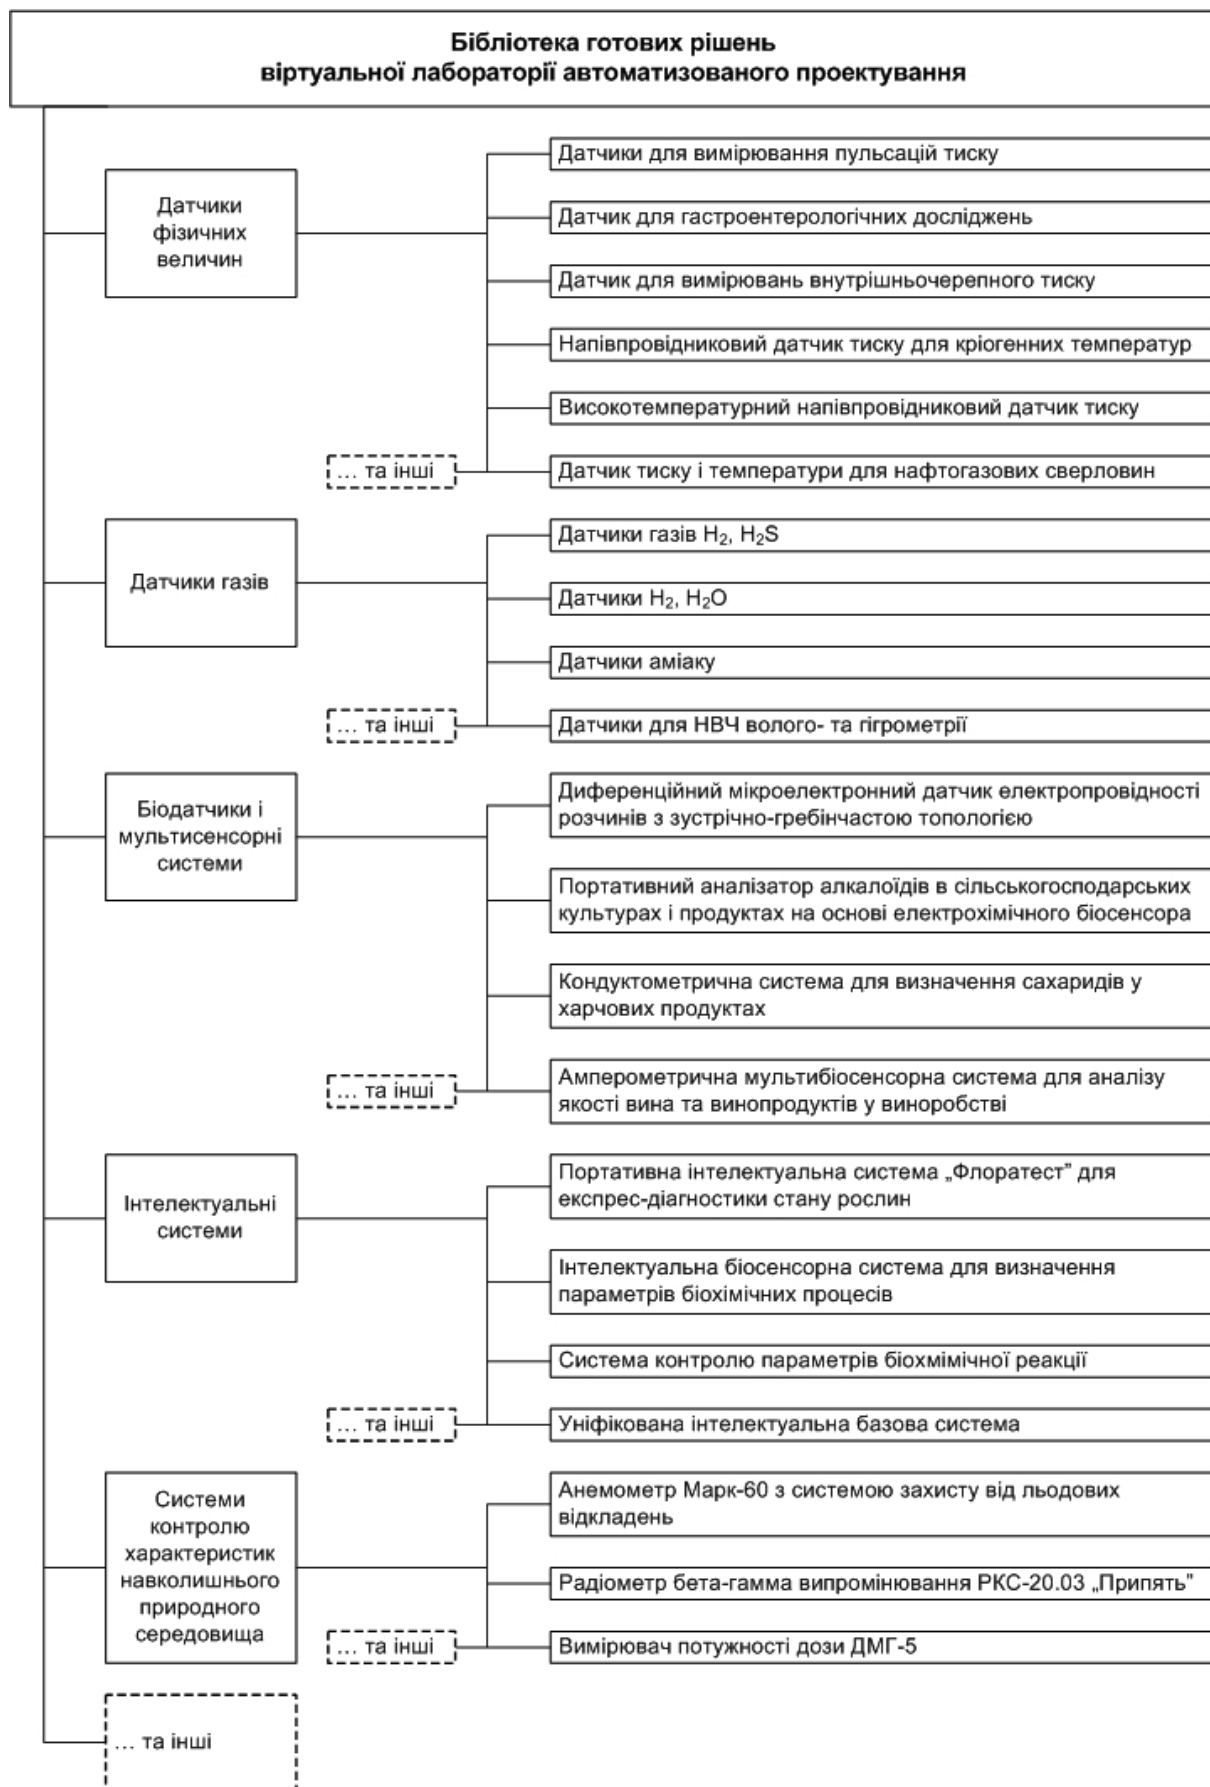 Бібліотека готових рішень
віртуальної лабораторії автоматизованого проектування
Датчики
фізичних
величин
Датчики для вимірювання пульсацій тиску
Датчик для гастроентерологічних досліджень
Датчик для вимірювань внутрішньочерепного тиску
Напівпровідниковий датчик тиску для кріогенних температур
Високотемпературний напівпровідниковий датчик тиску
... та інші
Датчик тиску і температури для нафтогазових сверловин
Датчики газів
Датчики газів H₂, H₂S
Датчики H₂, H₂O
Датчики аміаку
... та інші
Датчики для НВЧ волого- та гігрометрії
Біодатчики і
мультисенсорні
системи
Диференційний мікроелектронний датчик електропровідності
розчинів з зустрічно-гребінчастою топологією
Портативний аналізатор алкалоїдів в сільськогосподарських
культурах і продуктах на основі електрохімічного біосенсора
Кондуктометрична система для визначення сахаридів у
харчових продуктах
... та інші
Амперометрична мультибіосенсорна система для аналізу
якості вина та винопродуктів у виноробстві
Інтелектуальні
системи
Портативна інтелектуальна система „Флоратест” для
експрес-діагностики стану рослин
Інтелектуальна біосенсорна система для визначення
параметрів біохімічних процесів
Система контролю параметрів біохмімічної реакції
... та інші
Уніфікована інтелектуальна базова система
Системи
контролю
характеристик
навколишнього
природного
середовища
Анемометр Марк-60 з системою захисту від льодових
відкладень
Радіометр бета-гамма випромінювання РКС-20.03 „Припять”
... та інші
Вимірювач потужності дози ДМГ-5
... та інші